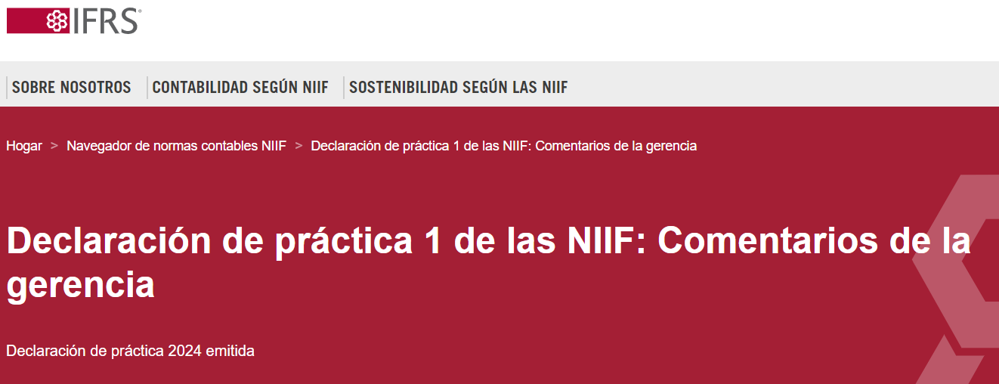 IFRS®
SOBRE NOSOTROS CONTABILIDAD SEGÚN NIIF SOSTENIBILIDAD SEGÚN LAS NIIF
Hogar > Navegador de normas contables NIIF > Declaración de práctica 1 de las NIIF: Comentarios de la gerencia
Declaración de práctica 1 de las NIIF: Comentarios de la
gerencia
Declaración de práctica 2024 emitida